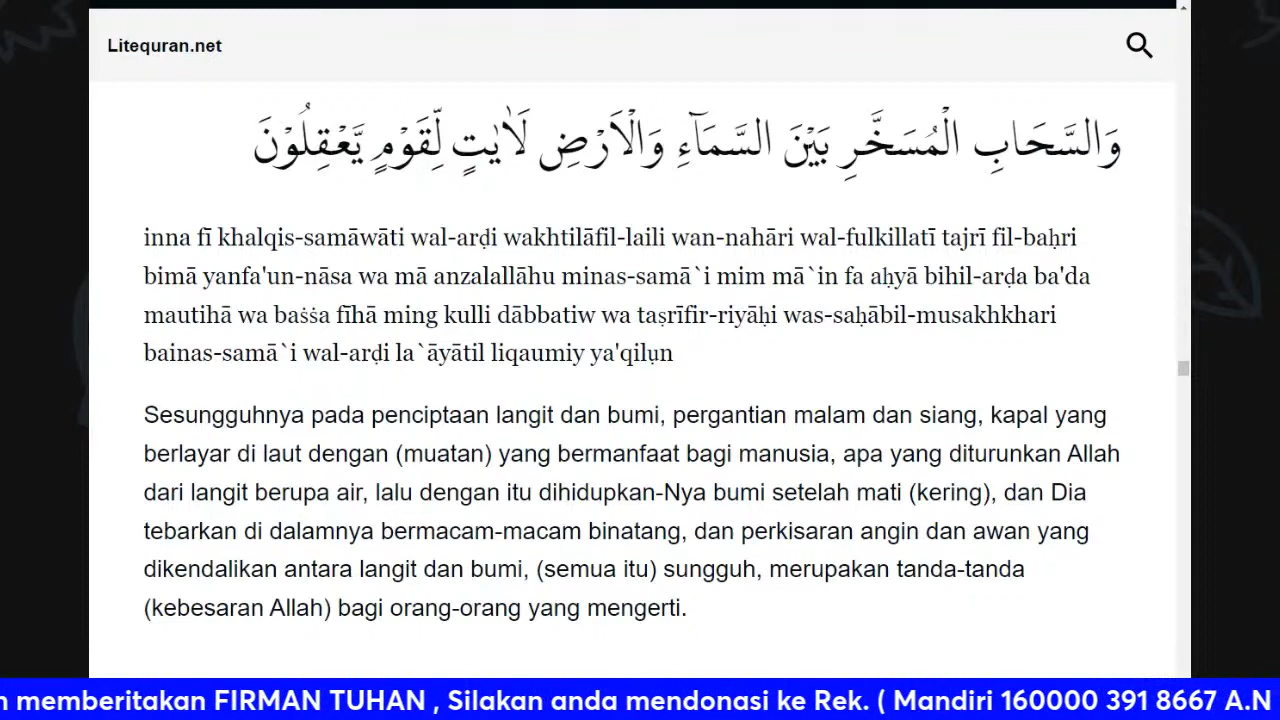 Litequran.net
وَالسَّحَابِ الْمُسَخَّرِ بَيْنَ السَّمَاۤءِ وَالْاَرْضِ لَاٰيٰتٍ لِّقَوْمٍ يَّعْقِلُوْنَ
inna fī khalqis-samāwāti wal-arḍi wakhtilāfil-laili wan-nahāri wal-fulkillatī tajrī fil-baḥri
bimā yanfa'un-nāsa wa mā anzalallāhu minas-samā`i mim mā`in fa aḥyā bihil-arḍa ba'da
mautihā wa baṡṡa fīhā ming kulli dābbatiw wa taṣrīfir-riyāḥi was-saḥābil-musakhkhari
bainas-samā`i wal-arḍi la`āyātil liqaumiy ya'qilụn
Sesungguhnya pada penciptaan langit dan bumi, pergantian malam dan siang, kapal yang
berlayar di laut dengan (muatan) yang bermanfaat bagi manusia, apa yang diturunkan Allah
dari langit berupa air, lalu dengan itu dihidupkan-Nya bumi setelah mati (kering), dan Dia
tebarkan di dalamnya bermacam-macam binatang, dan perkisaran angin dan awan yang
dikendalikan antara langit dan bumi, (semua itu) sungguh, merupakan tanda-tanda
(kebesaran Allah) bagi orang-orang yang mengerti.
memberitakan FIRMAN TUHAN , Silakan anda mendonasi ke Rek. ( Mandiri 160000 391 8667 A.N